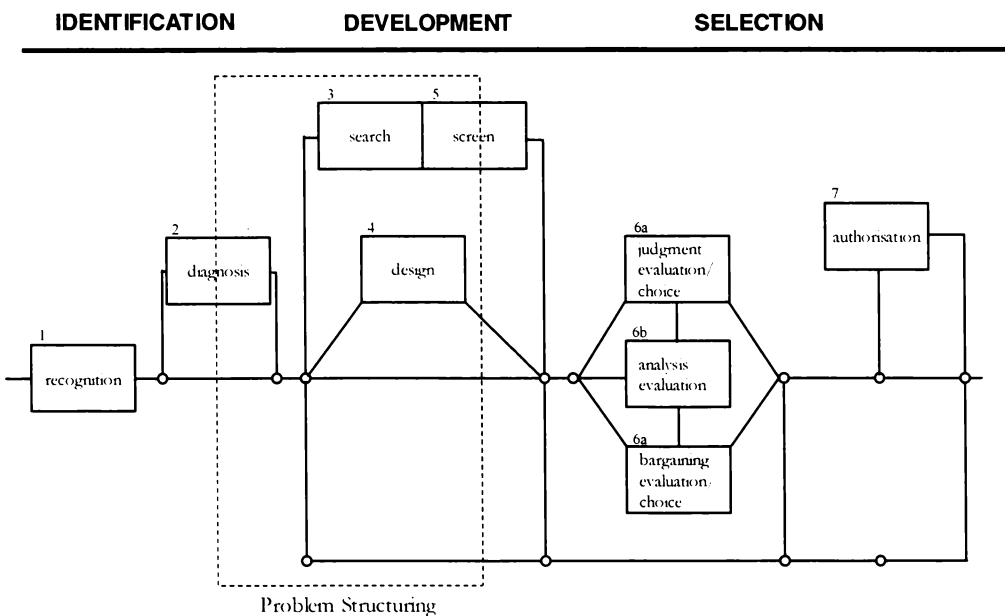 IDENTIFICATION DEVELOPMENT SELECTION
3 5
search screen
7
authorisation
2
diagnosis
4
design
6a
judgment
evaluation/
choice
1
recognition
6b
analysis
evaluation
6a
bargaining
evaluation/
choice
Problem Structuring